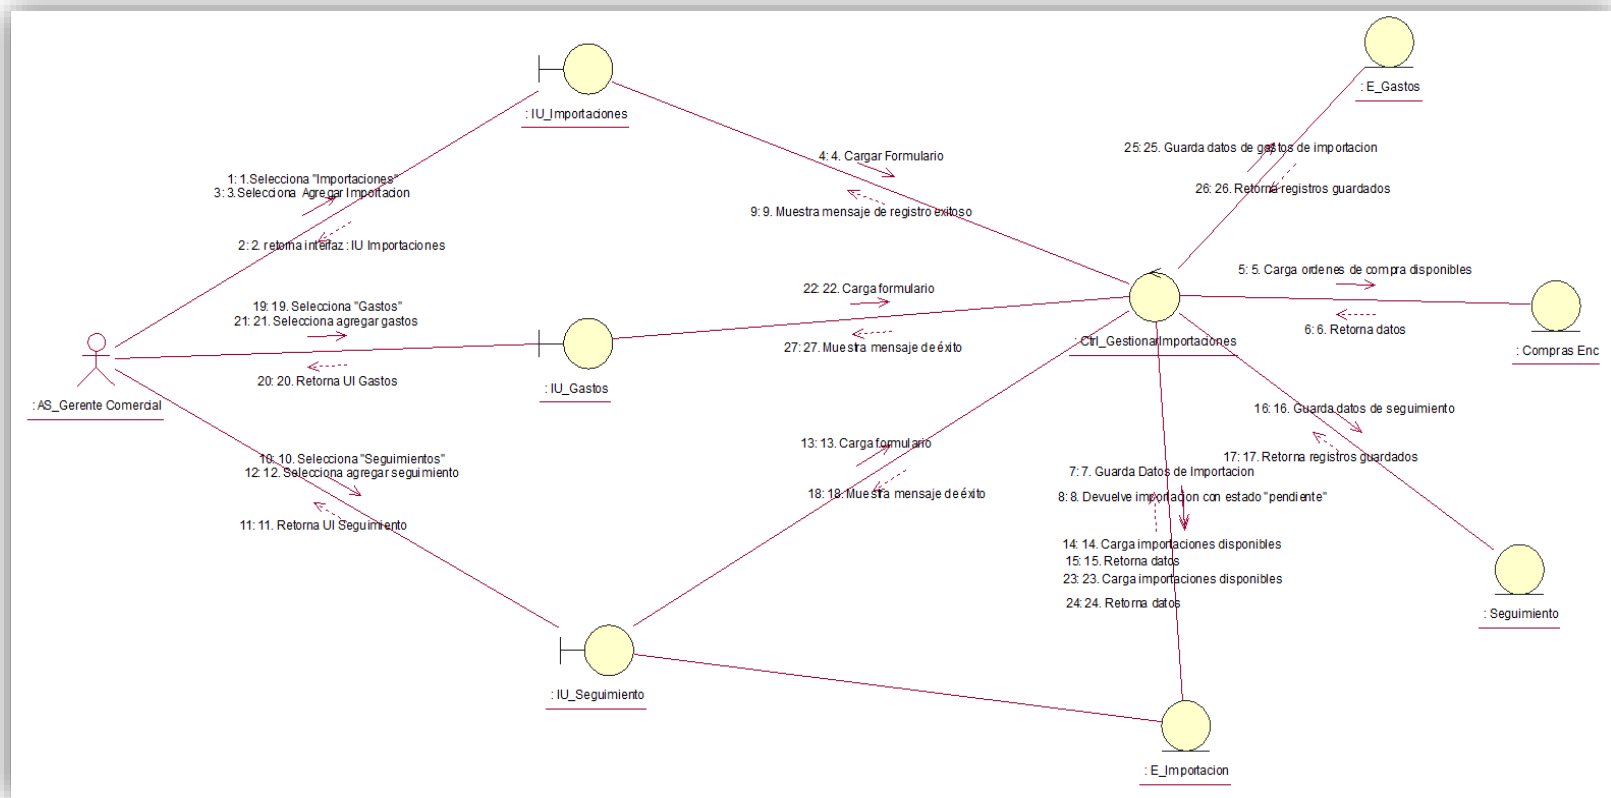 : E_Gastos
: IU_Importaciones
25: 25. Guarda datos de gastos de importacion
4: 4. Cargar Formulario
1: 1.Selecciona "Importaciones"
3: 3.Selecciona Agregar Importacion
26: 26. Retorna registros guardados
9: 9. Muestra mensaje de registro exitoso
2: 2. retorna interfaz : IU Importaciones
5: 5. Carga ordenes de compra disponibles
22: 22. Carga formulario
19: 19. Selecciona "Gastos"
21: 21. Selecciona agregar gastos
6: 6. Retorna datos
: Ctrl_GestionarImportaciones
27: 27. Muestra mensaje de éxito
: Compras Enc
20: 20. Retorna UI Gastos
: IU_Gastos
: AS_Gerente Comercial
16: 16. Guarda datos de seguimiento
13: 13. Carga formulario
10: 10. Selecciona "Seguimientos"
12: 12. Selecciona agregar seguimiento
17: 17. Retorna registros guardados
7: 7. Guarda Datos de Importacion
18: 18. Muestra mensaje de éxito
8: 8. Devuelve importacion con estado "pendiente"
11: 11. Retorna UI Seguimiento
14: 14. Carga importaciones disponibles
15: 15. Retorna datos
23: 23. Carga importaciones disponibles
24: 24. Retorna datos
: Seguimiento
: IU_Seguimiento
: E_Importacion